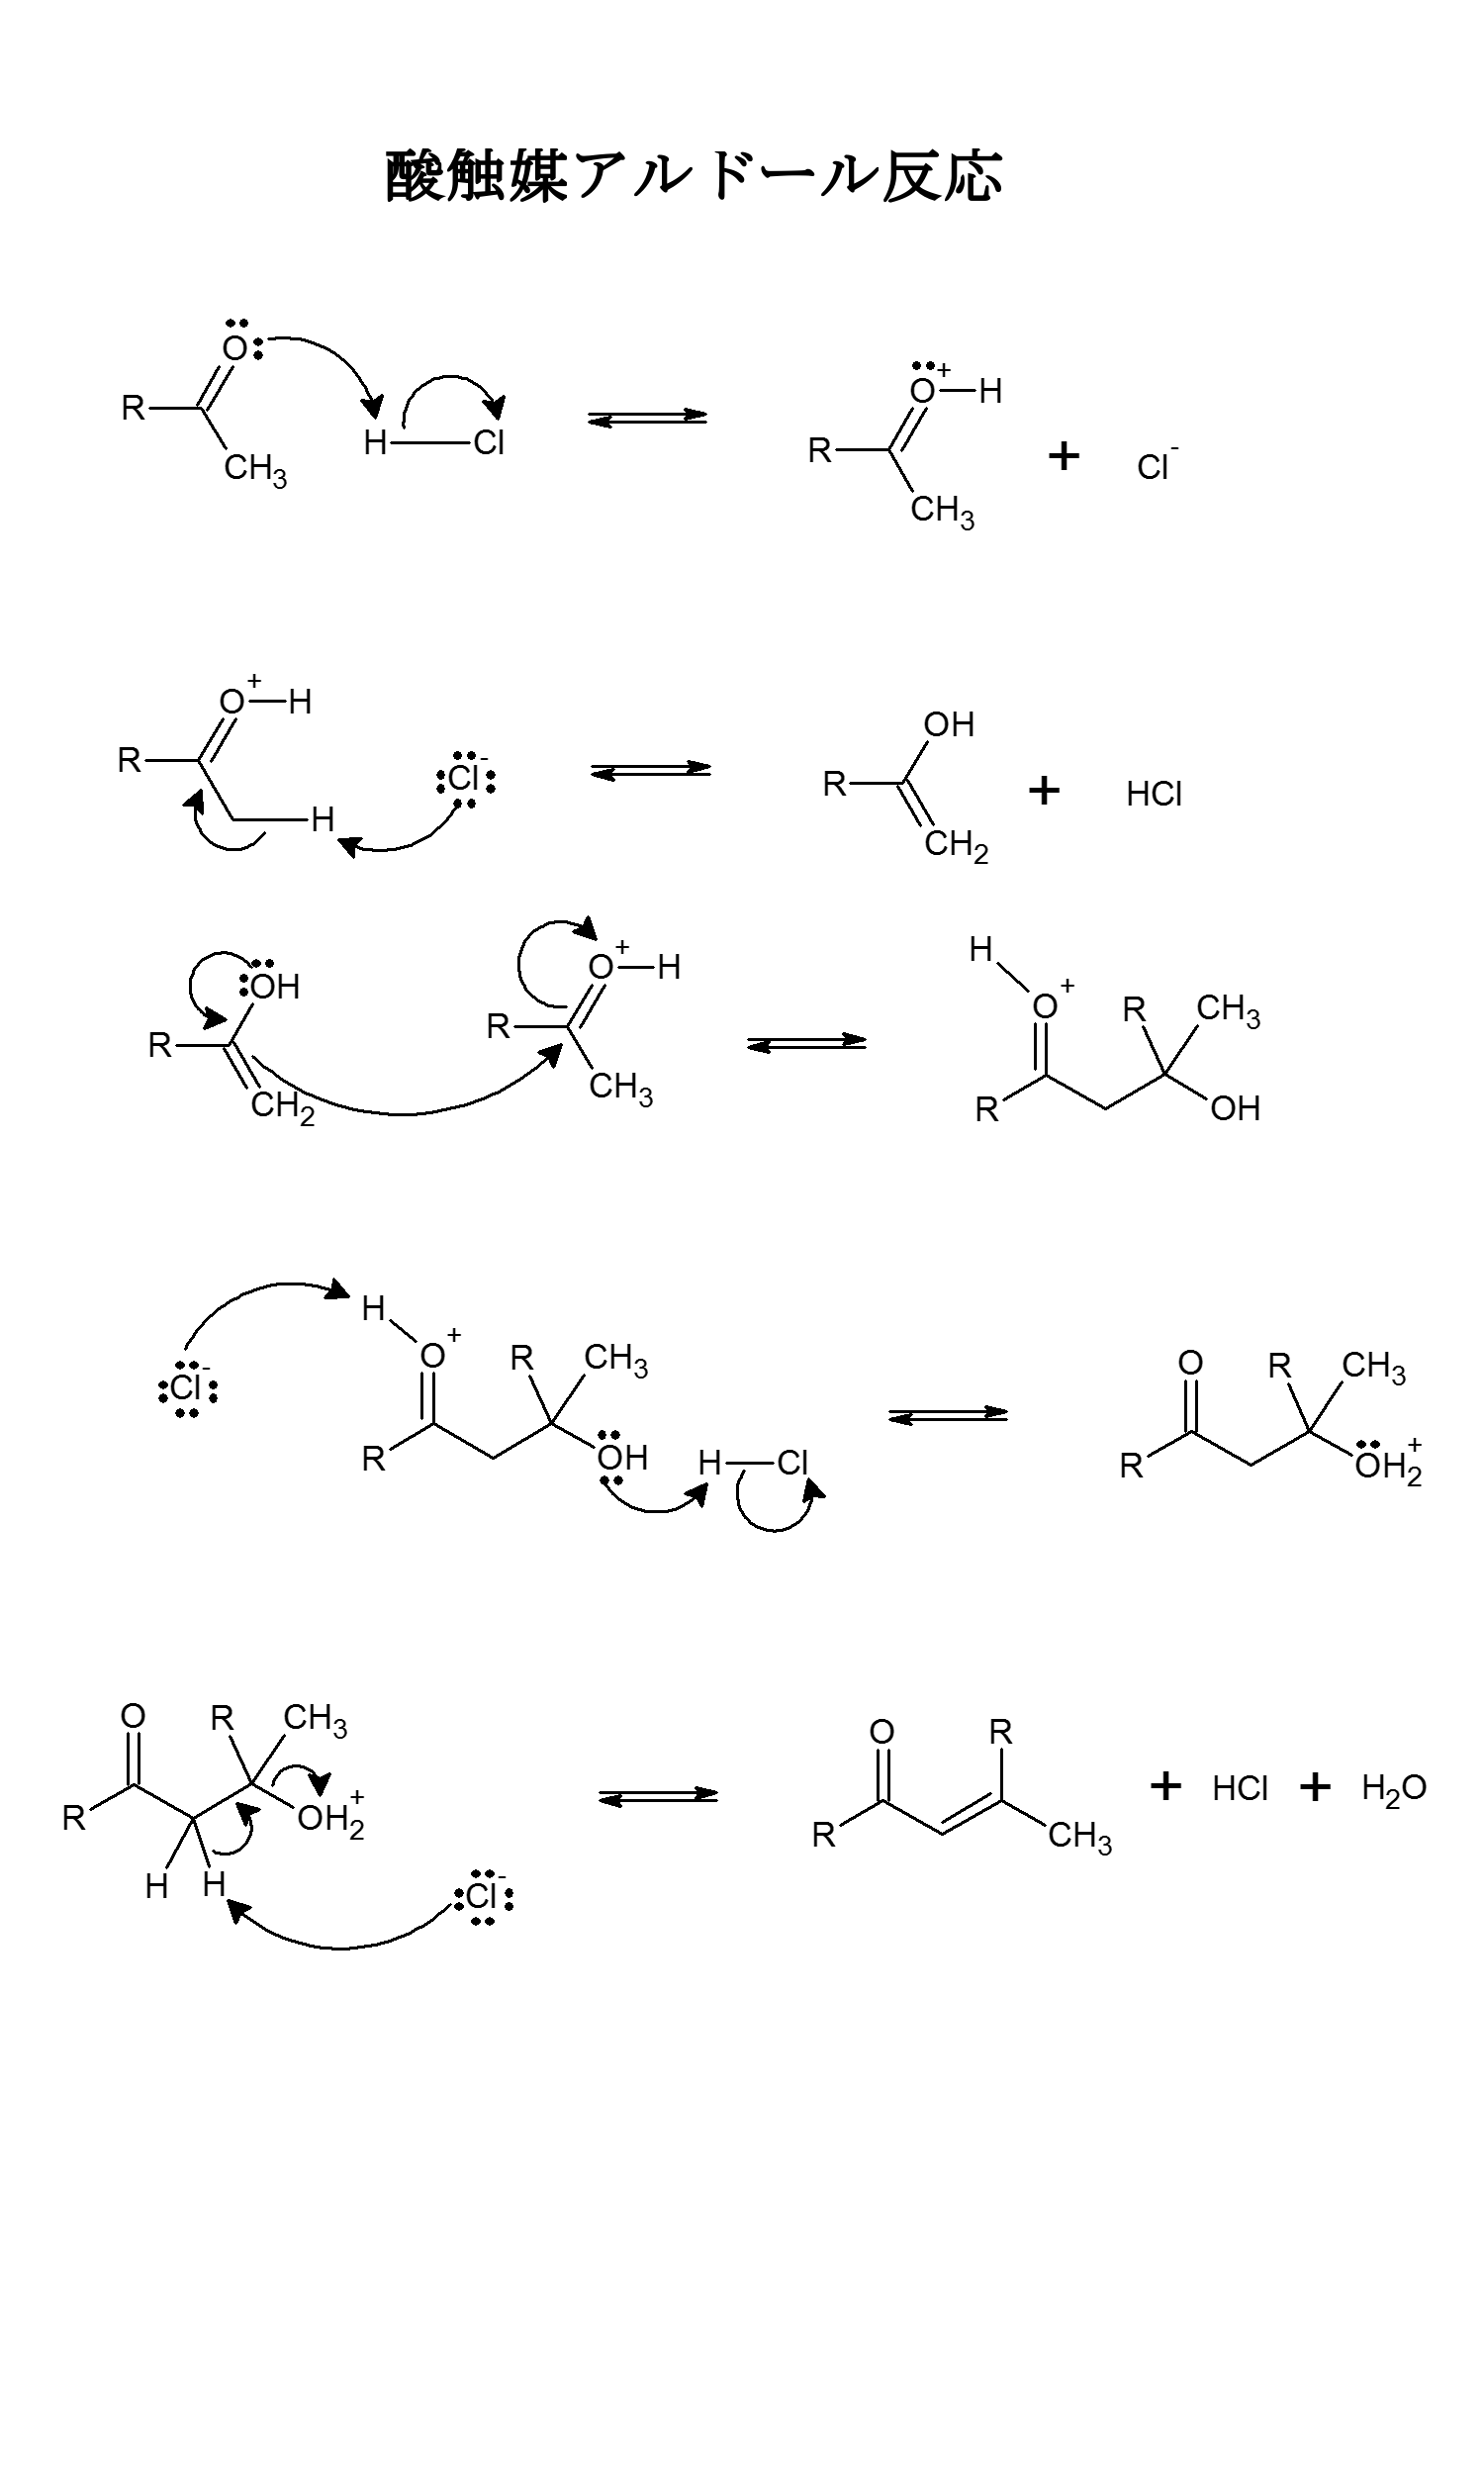 酸触媒アルドール反応
R O CH3 H Cl R O+ H CH3 + Cl-
R O+ H H Cl- R OH CH2 + HCl
R OH CH2 R O+ H CH3 H O+ R R CH3 OH
Cl- H O+ R R CH3 OH H Cl O R R CH3 OH2+
O R R CH3 OH2+ H H Cl- O R R CH3 + HCl + H2O